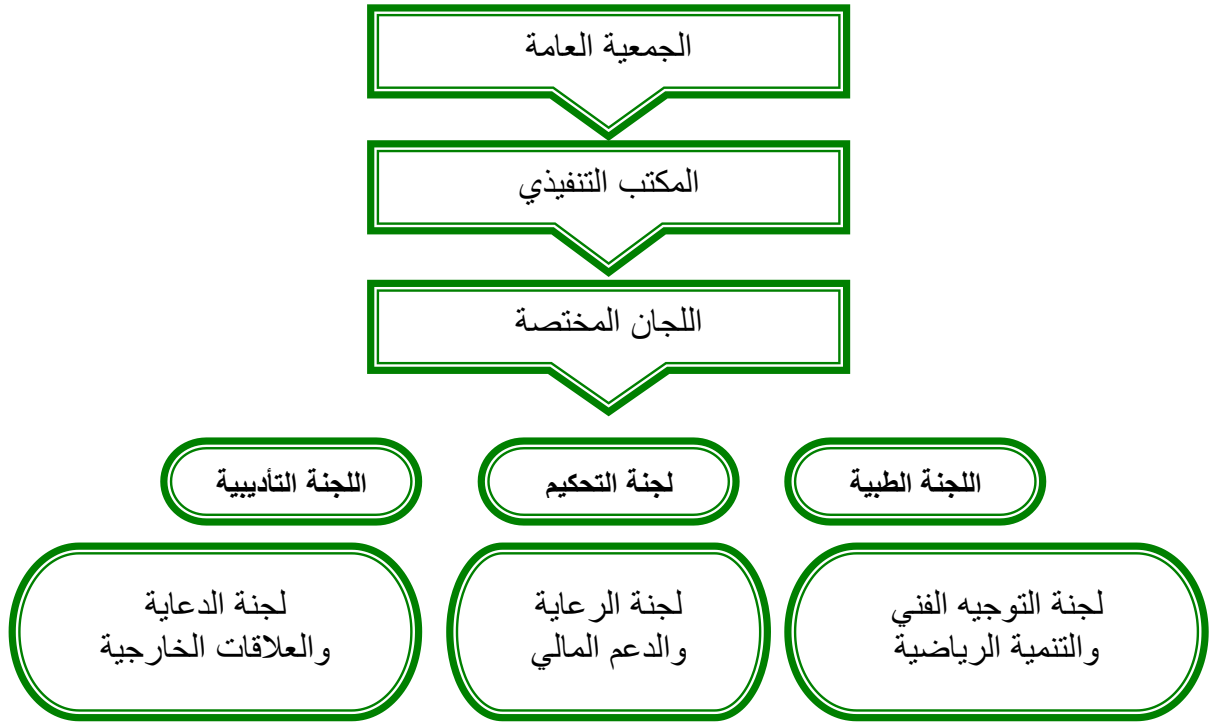 الجمعية العامة
المكتب التنفيذي
اللجان المختصة
اللجنة الطبية
لجنة التحكيم
اللجنة التأديبية
لجنة التوجيه الفني
والتنمية الرياضية
لجنة الرعاية
والدعم المالي
لجنة الدعاية
والعلاقات الخارجية